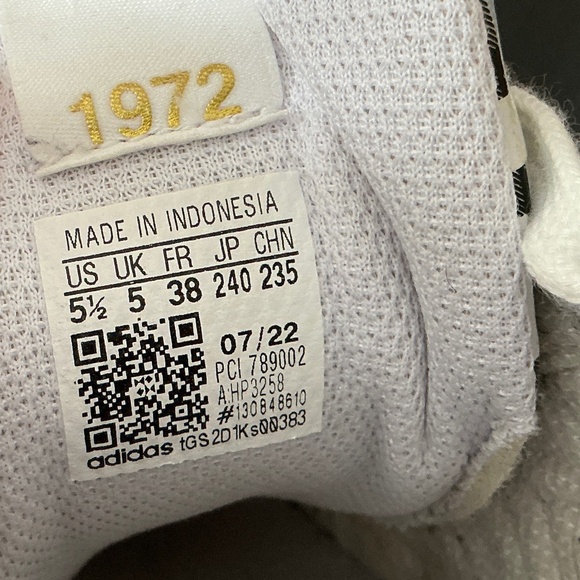 1972
MADE IN INDONESIA
US UK FR JP CHN
5½ 5 38 240 235
07/22
PCI 789002
A:HP3258
#130848610
adidas tGS2D1Ks00383